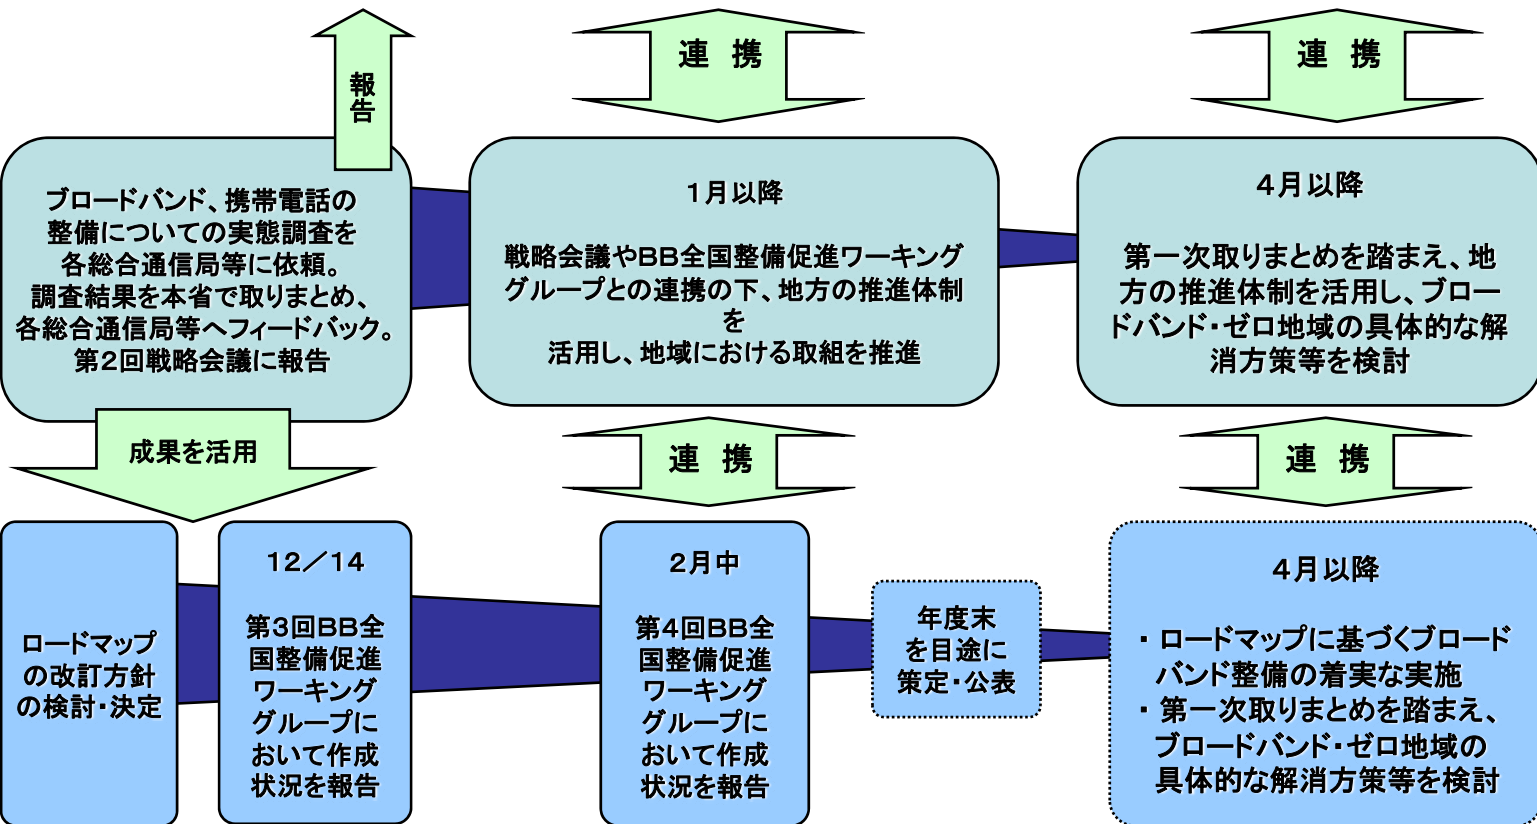 報告
連 携
連 携
ブロードバンド、携帯電話の
整備についての実態調査を
各総合通信局等に依頼。
調査結果を本省で取りまとめ、
各総合通信局等へフィードバック。
第2回戦略会議に報告
1月以降
戦略会議やBB全国整備促進ワーキング
グループとの連携の下、地方の推進体制
を
活用し、地域における取組を推進
4月以降
第一次取りまとめを踏まえ、地
方の推進体制を活用し、ブロー
ドバンド・ゼロ地域の具体的な解
消方策等を検討
成果を活用
連 携
連 携
ロードマップ
の改訂方針
の検討・決定
12/14
第3回BB全
国整備促進
ワーキング
グループに
おいて作成
状況を報告
2月中
第4回BB全
国整備促進
ワーキング
グループに
おいて作成
状況を報告
年度末
を目途に
策定・公表
4月以降
・ ロードマップに基づくブロード
バンド整備の着実な実施
・ 第一次取りまとめを踏まえ、
ブロードバンド・ゼロ地域の
具体的な解消方策等を検討